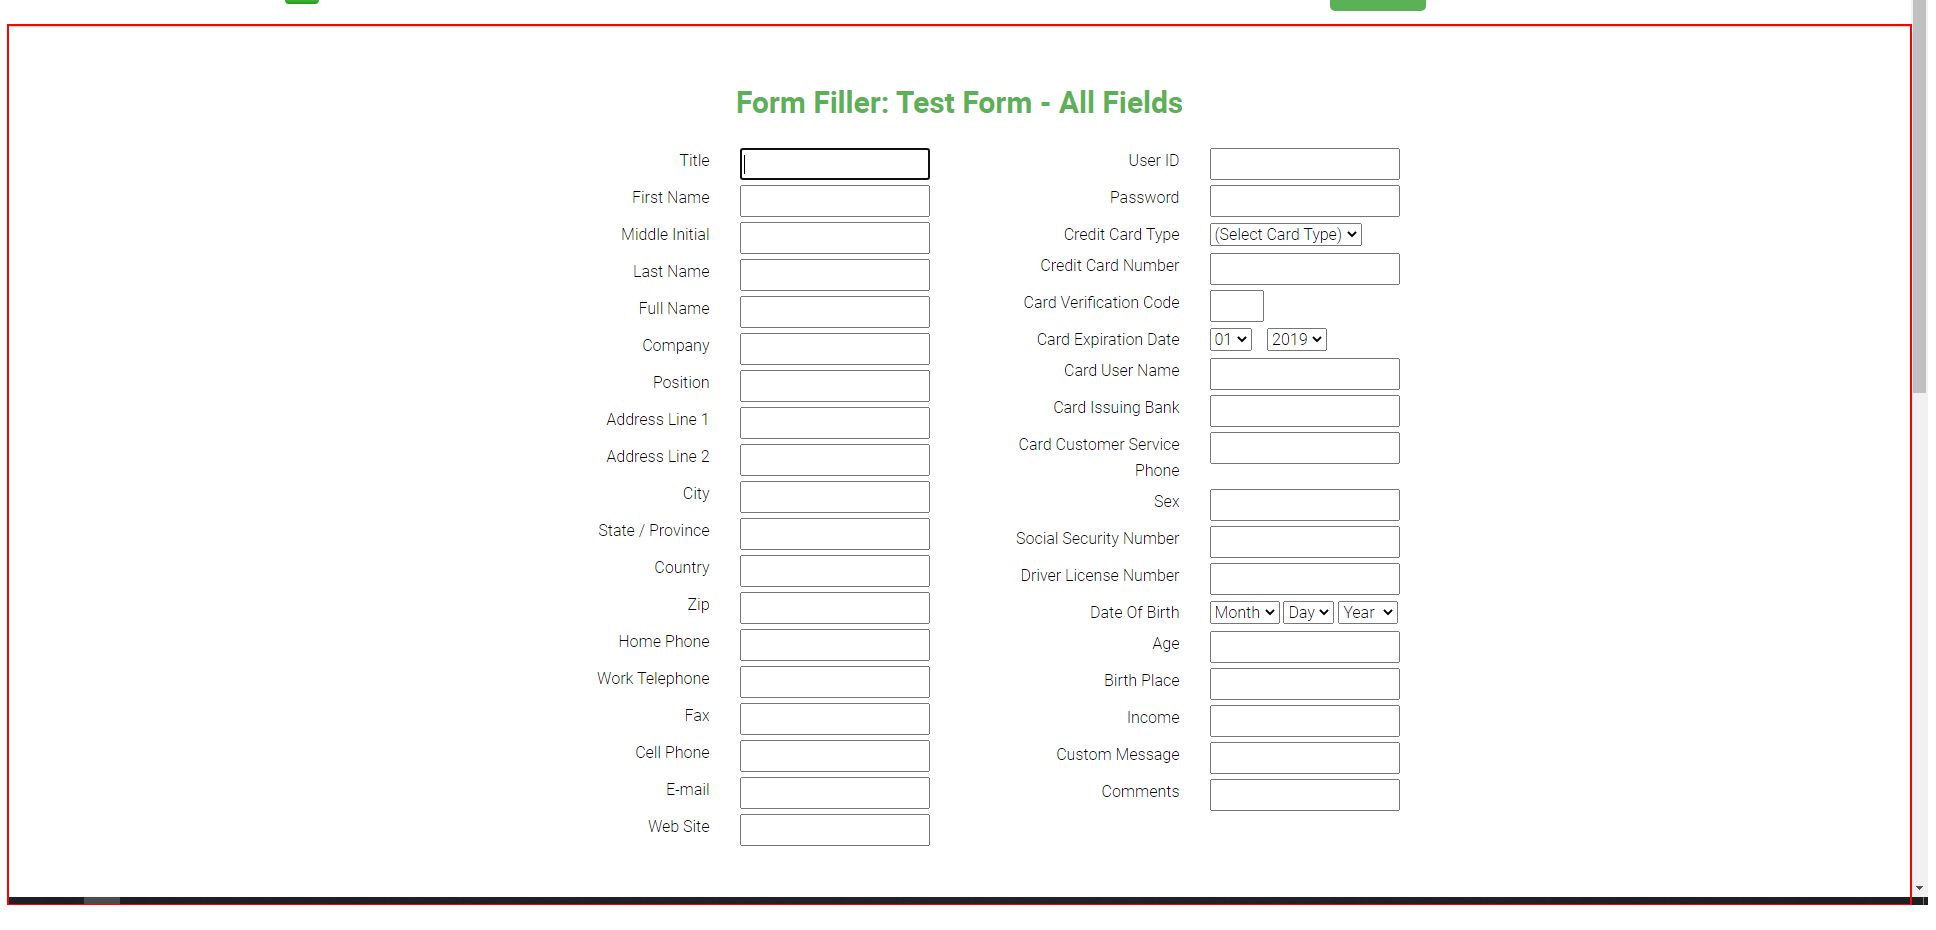 Form Filler: Test Form - All Fields
Title
First Name
Middle Initial
Last Name
Full Name
Company
Position
Address Line 1
Address Line 2
City
State / Province
Country
Zip
Home Phone
Work Telephone
Fax
Cell Phone
E-mail
Web Site
User ID
Password
Credit Card Type (Select Card Type)
Credit Card Number
Card Verification Code
Card Expiration Date 01 2019
Card User Name
Card Issuing Bank
Card Customer Service
Phone
Sex
Social Security Number
Driver License Number
Date Of Birth Month Day Year
Age
Birth Place
Income
Custom Message
Comments